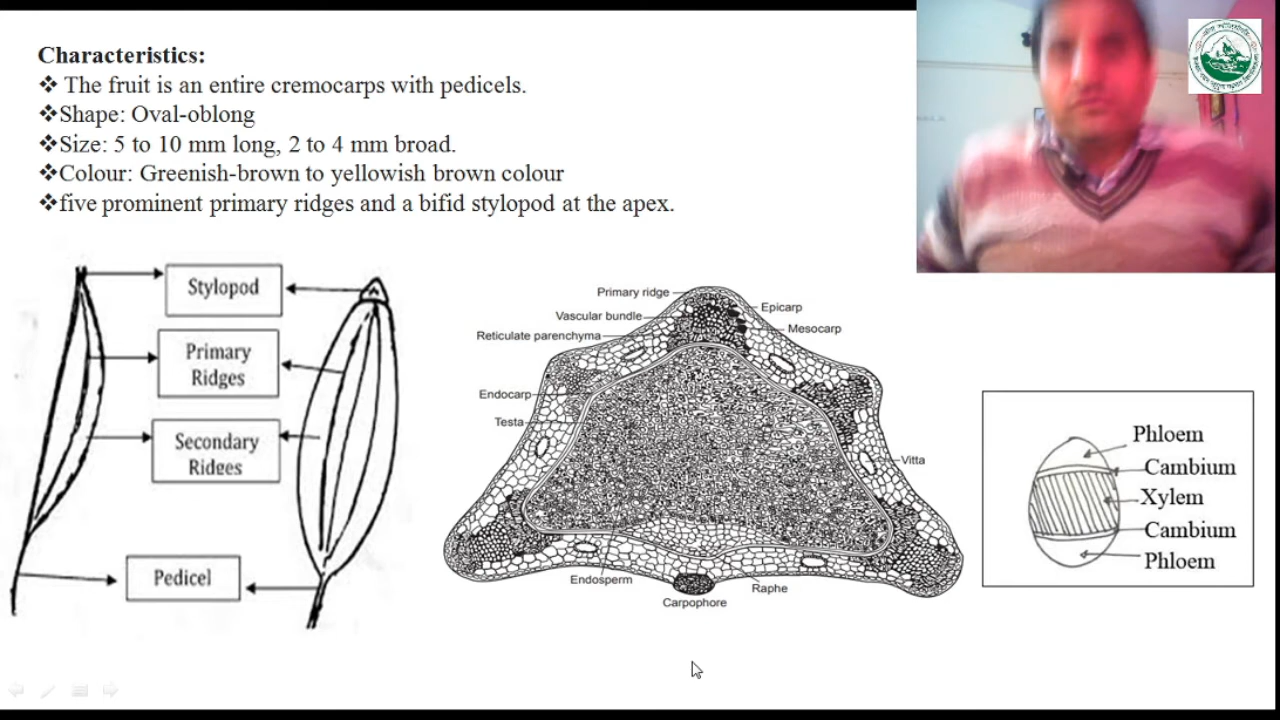 Characteristics:
❖ The fruit is an entire cremocarps with pedicels.
❖Shape: Oval-oblong
❖Size: 5 to 10 mm long, 2 to 4 mm broad.
❖Colour: Greenish-brown to yellowish brown colour
❖five prominent primary ridges and a bifid stylopod at the apex.
Stylopod
Primary
Ridges
Secondary
Ridges
Pedicel
Primary ridge
Vascular bundle
Reticulate parenchyma
Endocarp
Testa
Epicarp
Mesocarp
Vitta
Endosperm
Carpophore
Raphe
Phloem
Cambium
Xylem
Cambium
Phloem